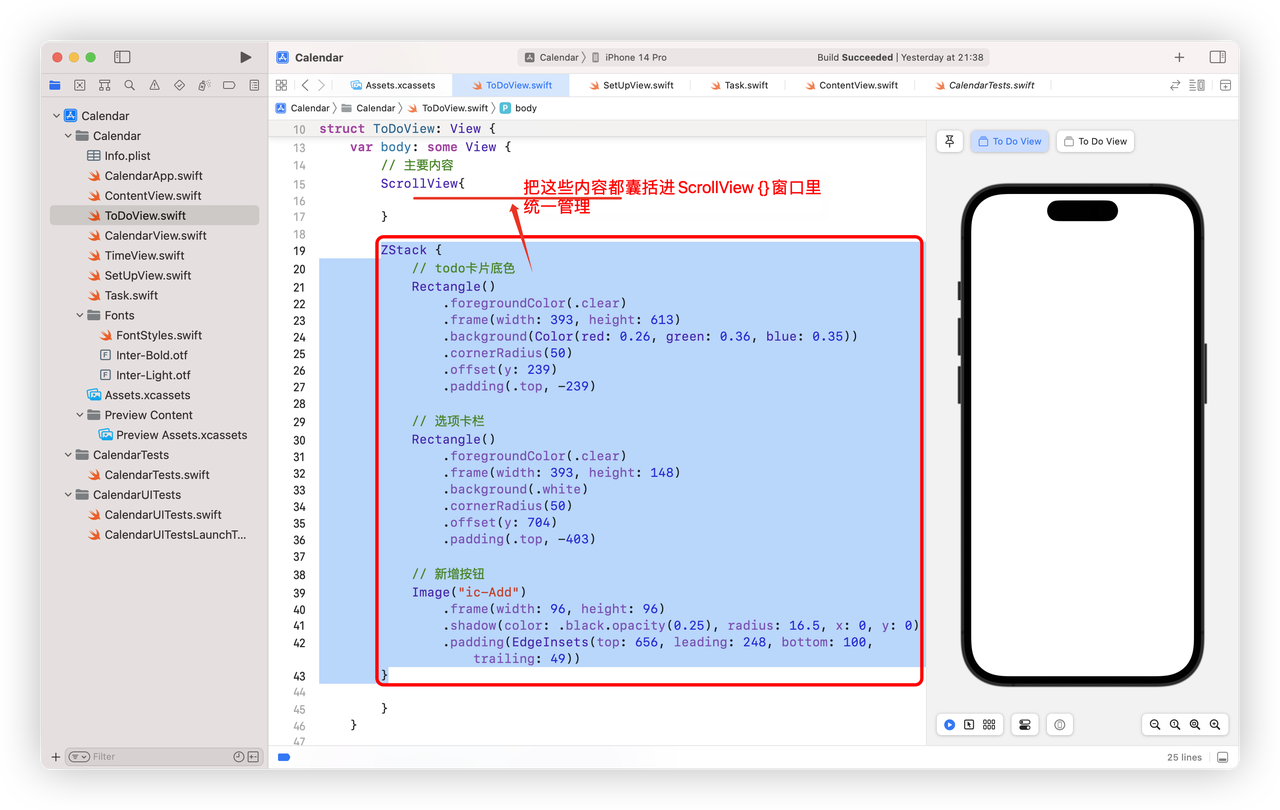 Calendar
Calendar 〉 iPhone 14 Pro
Build Succeeded | Yesterday at 21:38
Assets.xcassets
ToDoView.swift
SetUpView.swift
Task.swift
ContentView.swift
CalendarTests.swift
Calendar 〉 Calendar 〉 ToDoView.swift 〉 P body
Calendar
Calendar
Info.plist
CalendarApp.swift
ContentView.swift
ToDoView.swift
CalendarView.swift
TimeView.swift
SetUpView.swift
Task.swift
Fonts
FontStyles.swift
F Inter-Bold.otf
F Inter-Light.otf
Assets.xcassets
Preview Content
Preview Assets.xcassets
CalendarTests
CalendarTests.swift
CalendarUITests
CalendarUITests.swift
CalendarUITestsLaunchT...
Filter
10 struct ToDoView: View {
13 var body: some View {
14 // 主要内容
15 ScrollView{
16
17 }
18
把这些内容都囊括进 ScrollView {} 窗口里
统一管理
19 ZStack {
20 // todo卡片底色
21 Rectangle()
22 .foregroundColor(.clear)
23 .frame(width: 393, height: 613)
24 .background(Color(red: 0.26, green: 0.36, blue: 0.35))
25 .cornerRadius(50)
26 .offset(y: 239)
27 .padding(.top, -239)
28
29 // 选项卡栏
30 Rectangle()
31 .foregroundColor(.clear)
32 .frame(width: 393, height: 148)
33 .background(.white)
34 .cornerRadius(50)
35 .offset(y: 704)
36 .padding(.top, -403)
37
38 // 新增按钮
39 Image("ic-Add")
40 .frame(width: 96, height: 96)
41 .shadow(color: .black.opacity(0.25), radius: 16.5, x: 0, y: 0)
42 .padding(EdgeInsets(top: 656, leading: 248, bottom: 100,
trailing: 49))
43 }
44
45 }
46 }
47
To Do View
To Do View
25 lines